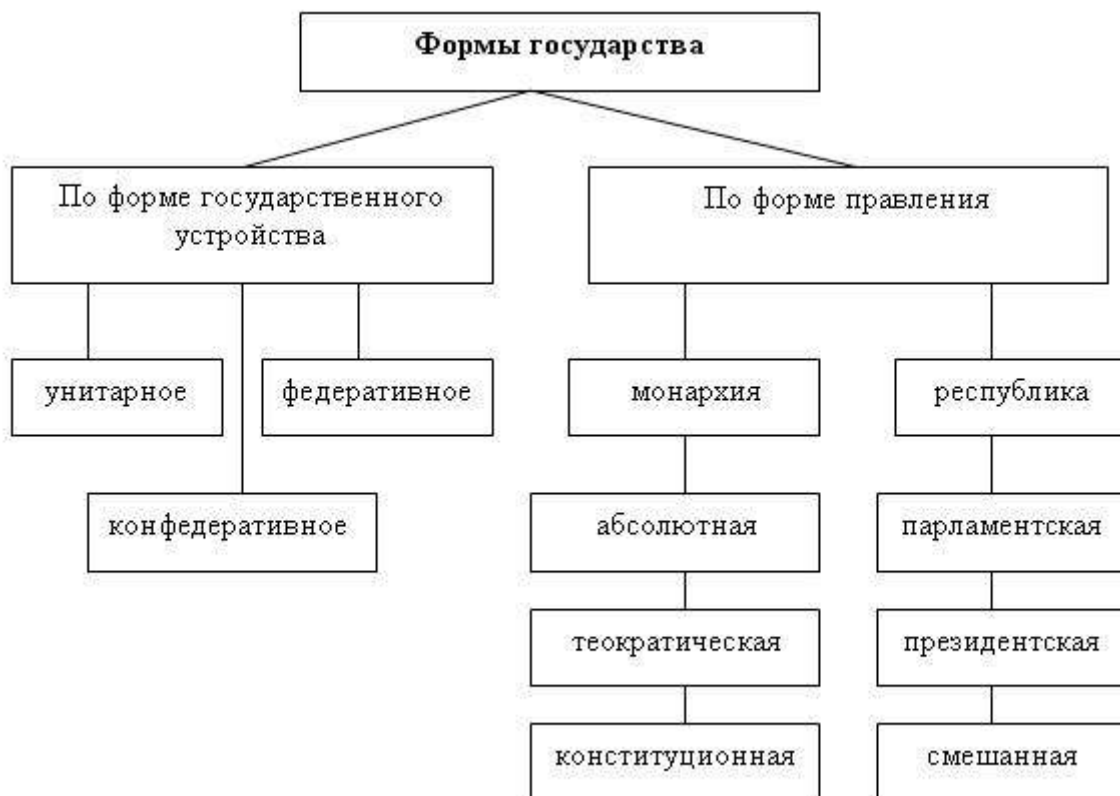 Формы государства
По форме государственного
устройства
По форме правления
унитарное
федеративное
монархия
республика
конфедеративное
абсолютная
парламентская
теократическая
президентская
конституционная
смешанная